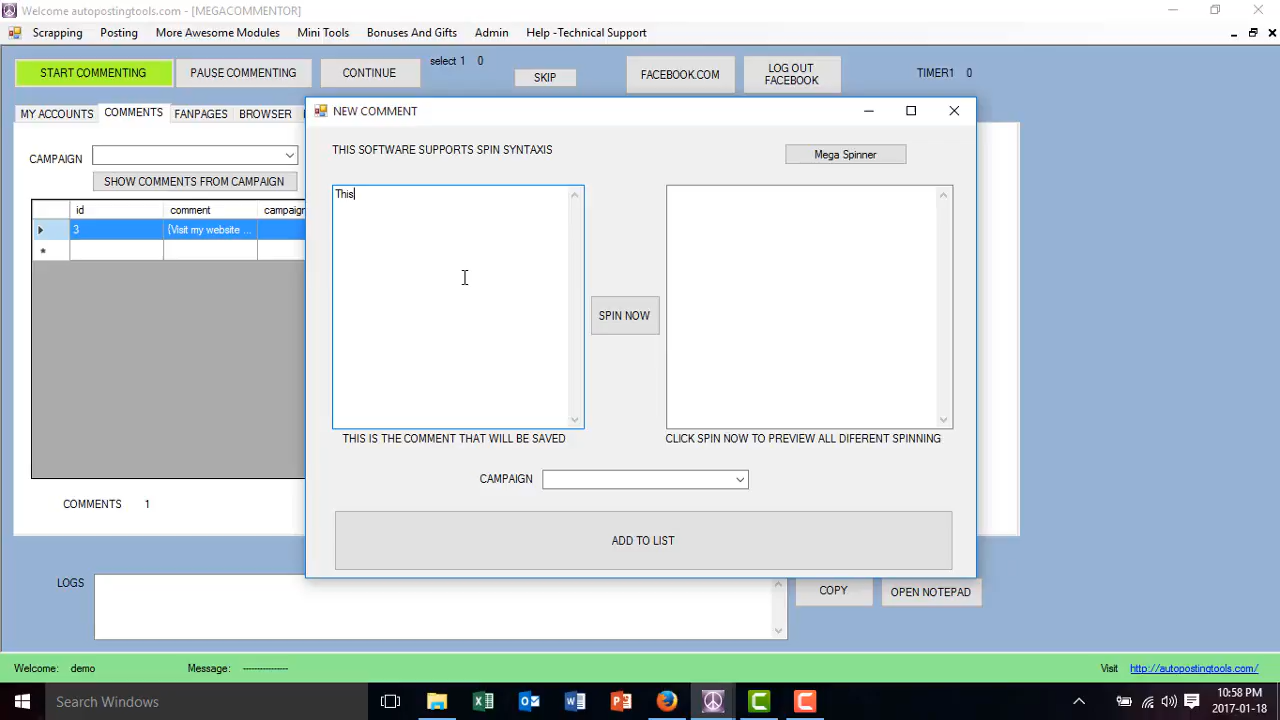 Welcome autopostingtools.com - [MEGACOMMENTOR]
Scrapping Posting More Awesome Modules Mini Tools Bonuses And Gifts Admin Help -Technical Support
START COMMENTING PAUSE COMMENTING CONTINUE select 1 0 SKIP FACEBOOK.COM LOG OUT FACEBOOK TIMER1 0
MY ACCOUNTS COMMENTS FANPAGES BROWSER
NEW COMMENT
THIS SOFTWARE SUPPORTS SPIN SYNTAXIS
Mega Spinner
CAMPAIGN
SHOW COMMENTS FROM CAMPAIGN
id comment campaign
3 {Visit my website ...
This
SPIN NOW
THIS IS THE COMMENT THAT WILL BE SAVED
CLICK SPIN NOW TO PREVIEW ALL DIFERENT SPINNING
CAMPAIGN
COMMENTS 1
ADD TO LIST
LOGS
COPY OPEN NOTEPAD
Welcome: demo Message: ---------------
Visit http://autopostingtools.com/
Search Windows
10:58 PM
2017-01-18